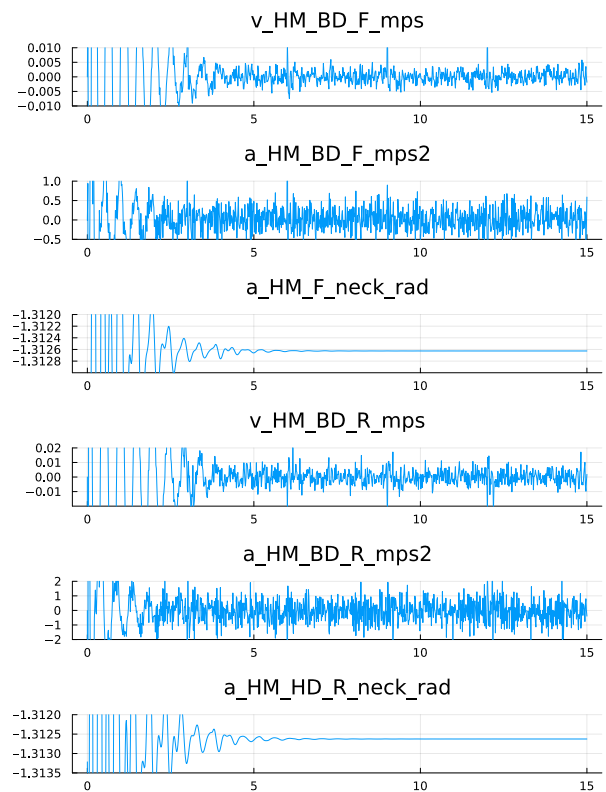 v_HM_BD_F_mps
0.010
0.005
0.000
−0.005
−0.010
0 5 10 15
a_HM_BD_F_mps2
1.0
0.5
0.0
−0.5
0 5 10 15
a_HM_F_neck_rad
−1.3120
−1.3124
−1.3126
−1.3128
0 5 10 15
v_HM_BD_R_mps
0.02
0.01
0.00
−0.01
0 5 10 15
a_HM_BD_R_mps2
2
1
0
−1
−2
0 5 10 15
a_HM_HD_R_neck_rad
−1.3120
−1.3125
−1.3130
−1.3135
0 5 10 15